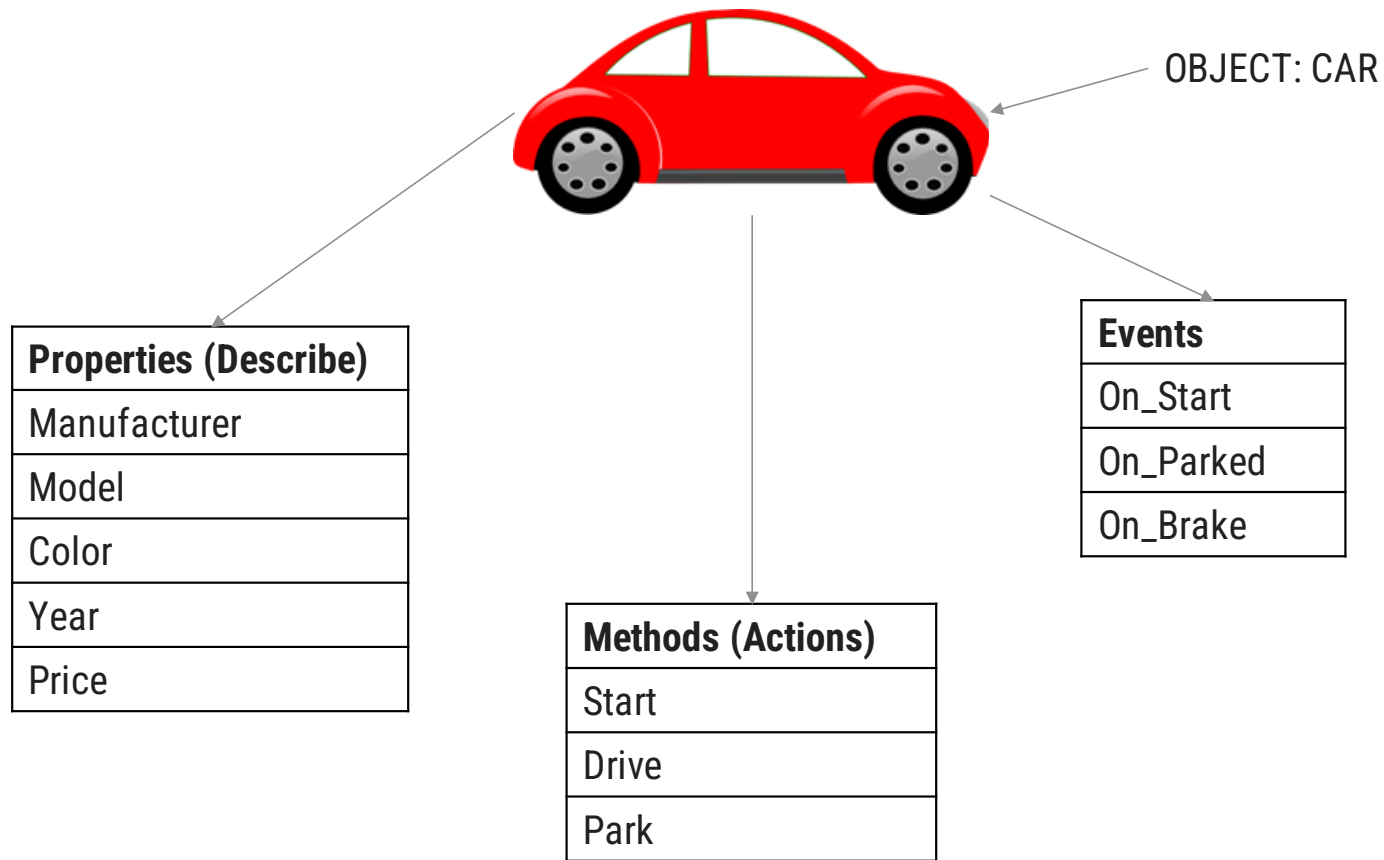 OBJECT: CAR
Properties (Describe)
Manufacturer
Model
Color
Year
Price
Methods (Actions)
Start
Drive
Park
Events
On_Start
On_Parked
On_Brake